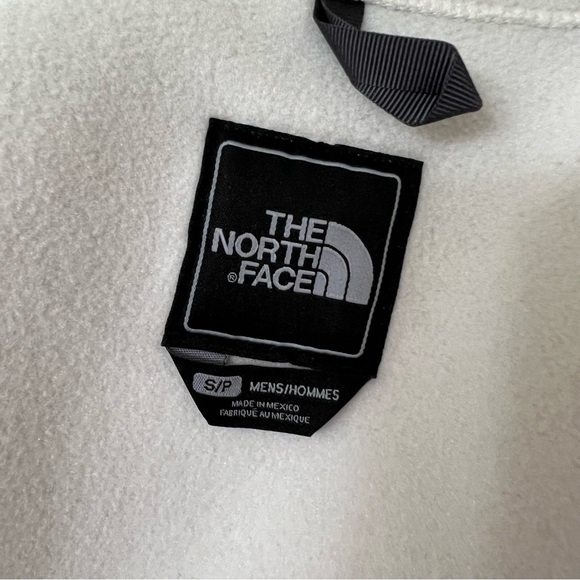 THE
NORTH
®FACE
S/P MENS/HOMMES
MADE IN MEXICO
FABRIQUÉ AU MEXIQUE